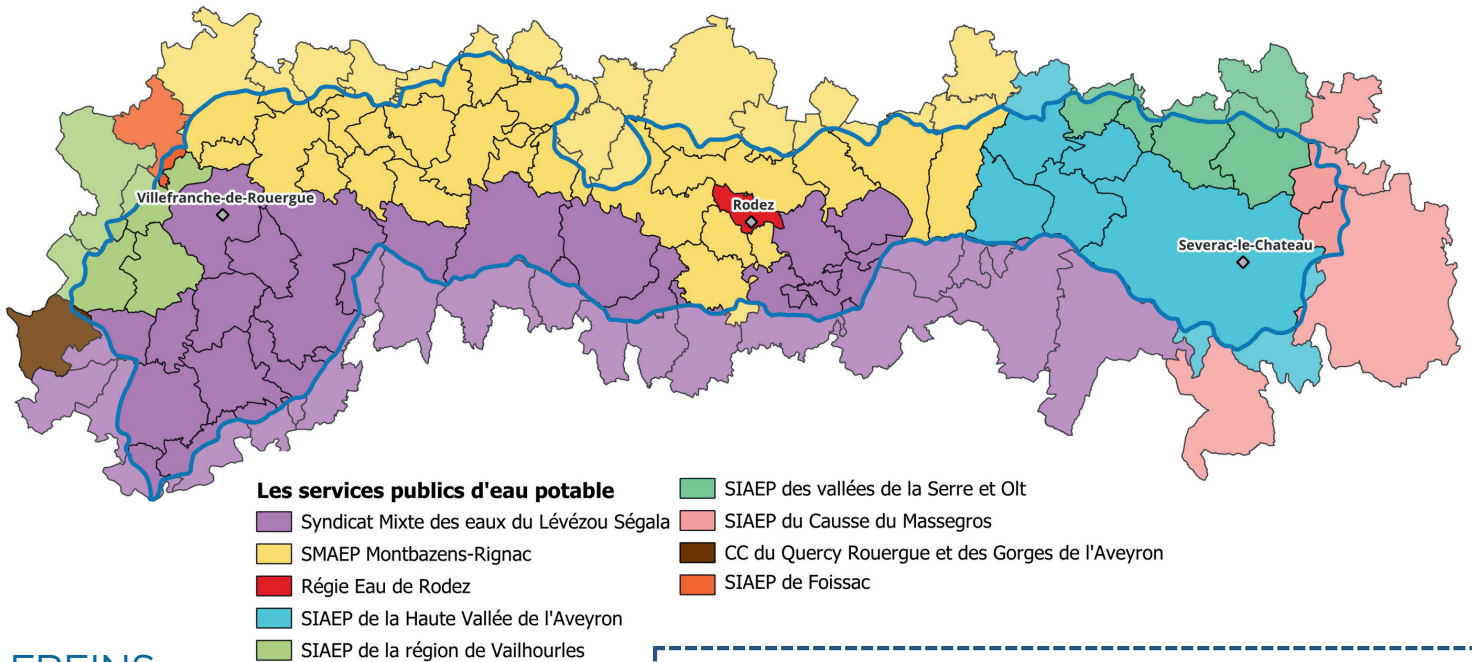 Villefranche-de-Rouergue
Rodez
Severac-le-Chateau
Les services publics d'eau potable
Syndicat Mixte des eaux du Lévézou Ségala
SMAEP Montbazens-Rignac
Régie Eau de Rodez
SIAEP de la Haute Vallée de l'Aveyron
SIAEP de la région de Vailhourles
SIAEP des vallées de la Serre et Olt
SIAEP du Causse du Massegros
CC du Quercy Rouergue et des Gorges de l'Aveyron
SIAEP de Foissac